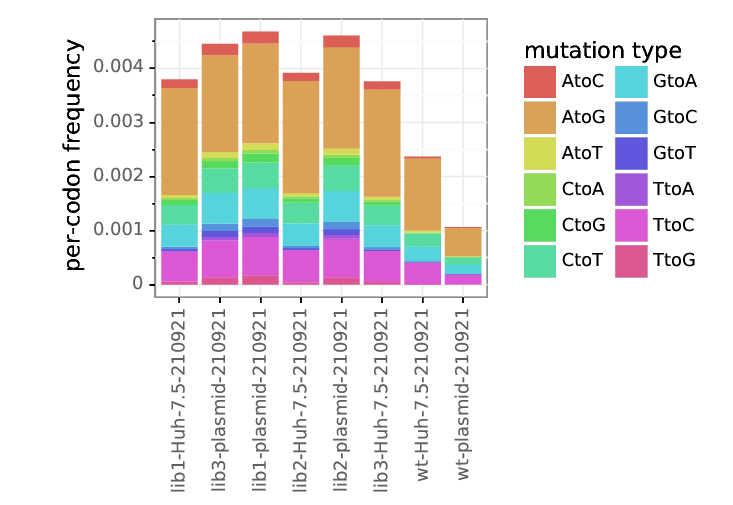 per-codon frequency
0.004
0.003
0.002
0.001
0
lib1-Huh-7.5-210921
lib3-plasmid-210921
lib1-plasmid-210921
lib2-Huh-7.5-210921
lib2-plasmid-210921
lib3-Huh-7.5-210921
wt-Huh-7.5-210921
wt-plasmid-210921
mutation type
AtoC GtoA
AtoG GtoC
AtoT GtoT
CtoA TtoA
CtoG TtoC
CtoT TtoG